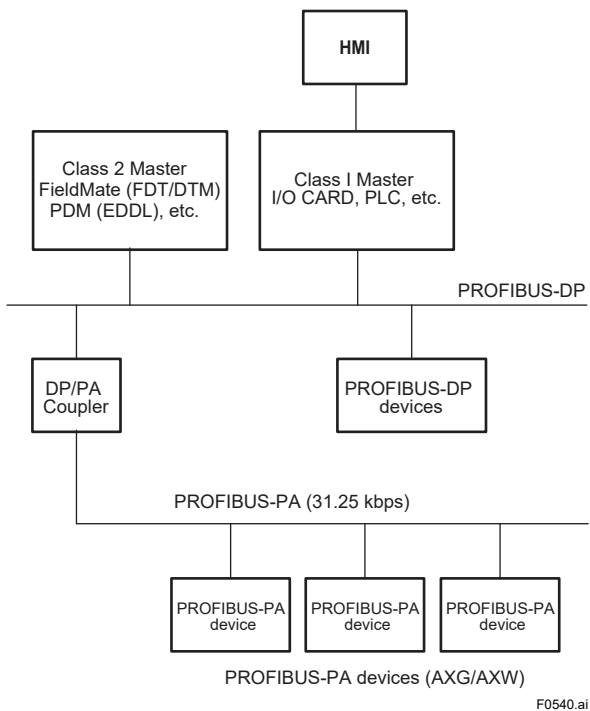 HMI
Class 2 Master
FieldMate (FDT/DTM)
PDM (EDDL), etc.
Class I Master
I/O CARD, PLC, etc.
PROFIBUS-DP
DP/PA
Coupler
PROFIBUS-DP
devices
PROFIBUS-PA (31.25 kbps)
PROFIBUS-PA
device
PROFIBUS-PA
device
PROFIBUS-PA
device
PROFIBUS-PA devices (AXG/AXW)
F0540.ai